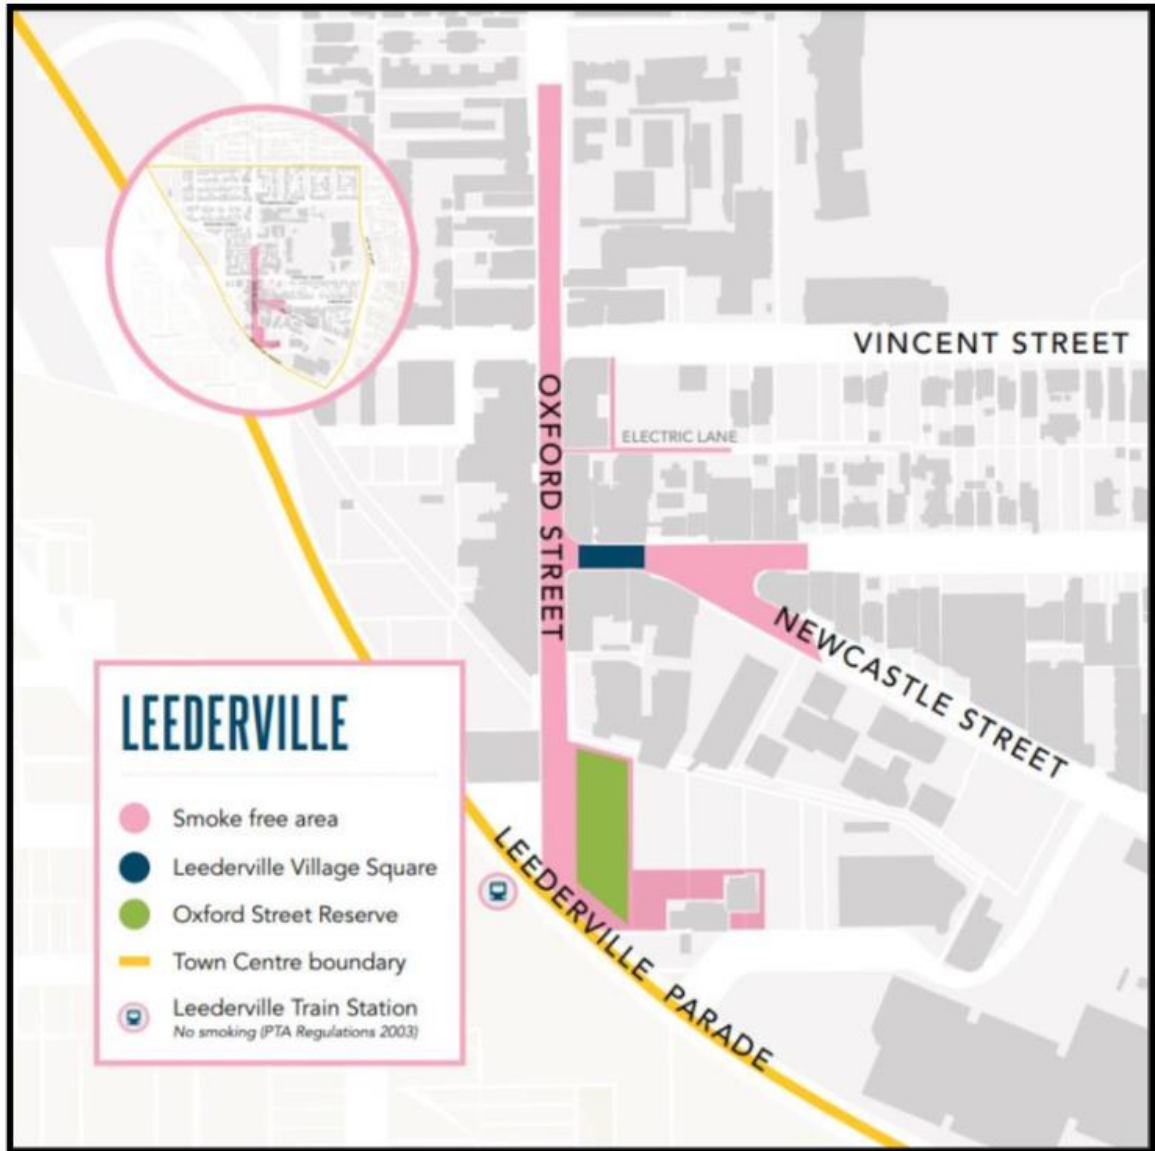 VINCENT STREET
OXFORD STREET
ELECTRIC LANE
NEWCASTLE STREET
LEEDERVILLE PARADE
LEEDERVILLE
Smoke free area
Leederville Village Square
Oxford Street Reserve
Town Centre boundary
Leederville Train Station
No smoking (PTA Regulations 2003)